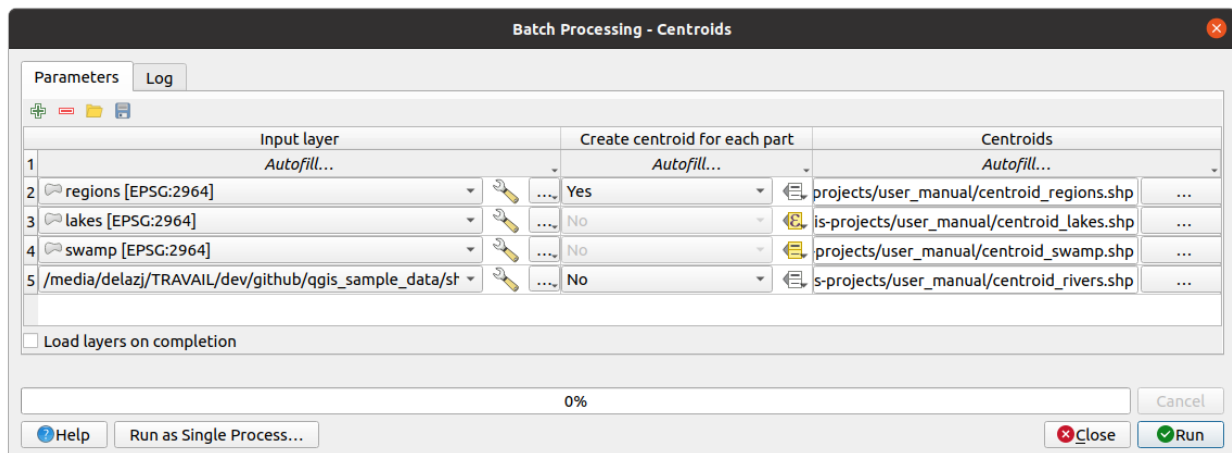 Batch Processing - Centroids
Parameters Log
Input layer Create centroid for each part Centroids
1 Autofill... Autofill... Autofill...
2 regions [EPSG:2964] ... Yes projects/user_manual/centroid_regions.shp ...
3 lakes [EPSG:2964] ... No ε is-projects/user_manual/centroid_lakes.shp ...
4 swamp [EPSG:2964] ... No projects/user_manual/centroid_swamp.shp ...
5 /media/delazj/TRAVAIL/dev/github/qgis_sample_data/sh ... No s-projects/user_manual/centroid_rivers.shp ...
Load layers on completion
0% Cancel
Help Run as Single Process... Close Run